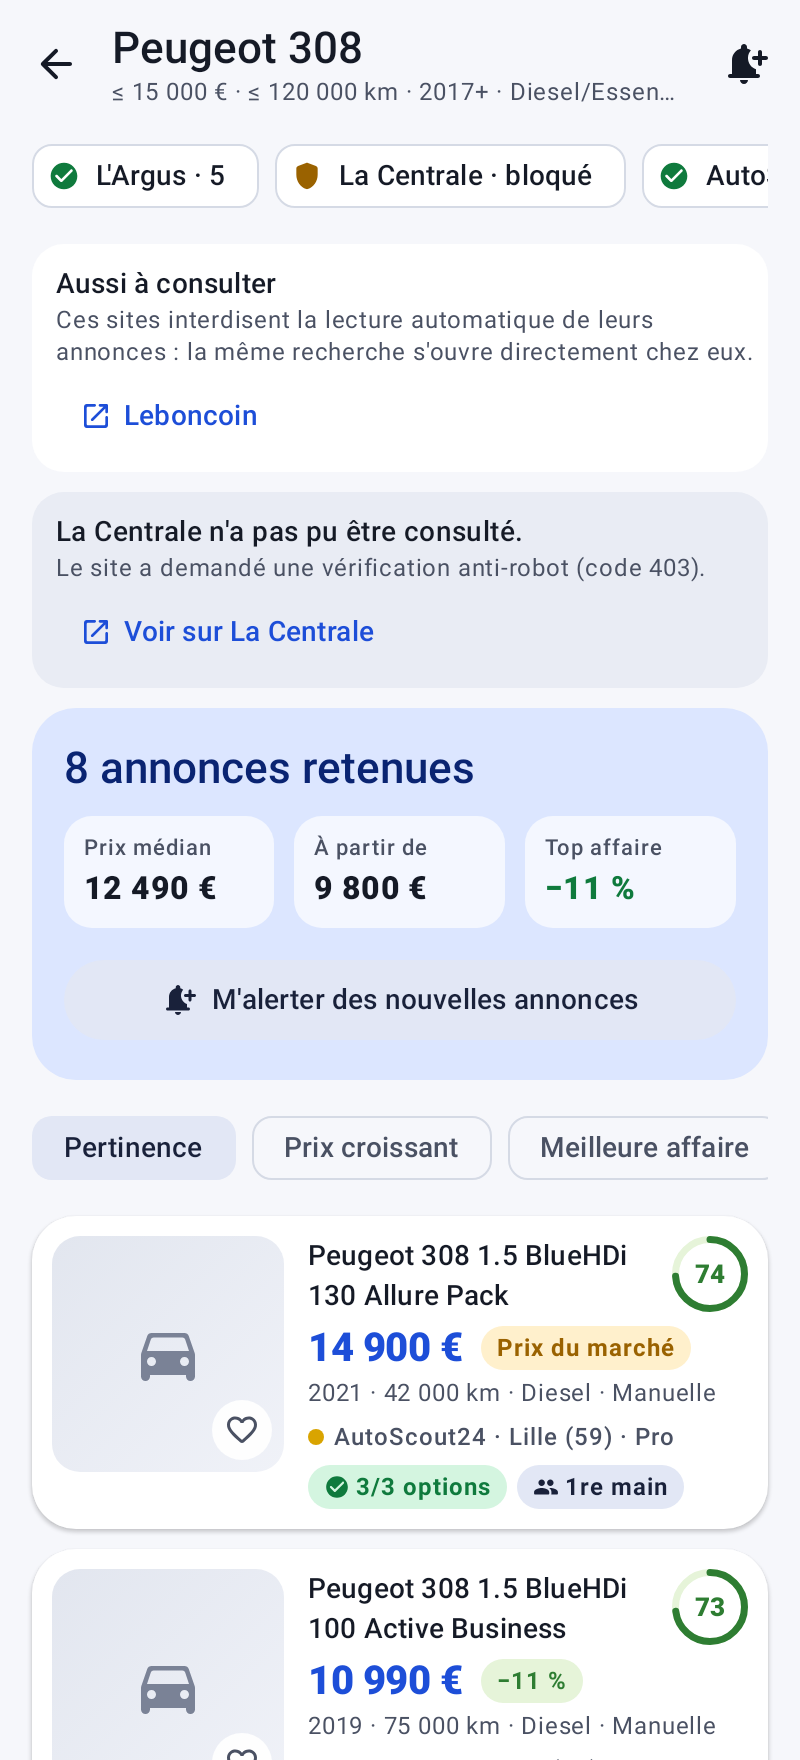 Peugeot 308
≤ 15 000 € · ≤ 120 000 km · 2017+ · Diesel/Essen…
L'Argus · 5
La Centrale · bloqué
Auto
Aussi à consulter
Ces sites interdisent la lecture automatique de leurs
annonces : la même recherche s'ouvre directement chez eux.
Leboncoin
La Centrale n'a pas pu être consulté.
Le site a demandé une vérification anti-robot (code 403).
Voir sur La Centrale
8 annonces retenues
Prix médian
12 490 €
À partir de
9 800 €
Top affaire
−11 %
M'alerter des nouvelles annonces
Pertinence
Prix croissant
Meilleure affaire
Peugeot 308 1.5 BlueHDi
130 Allure Pack
74
14 900 €
Prix du marché
2021 · 42 000 km · Diesel · Manuelle
AutoScout24 · Lille (59) · Pro
3/3 options
1re main
Peugeot 308 1.5 BlueHDi
100 Active Business
73
10 990 €
−11 %
2019 · 75 000 km · Diesel · Manuelle